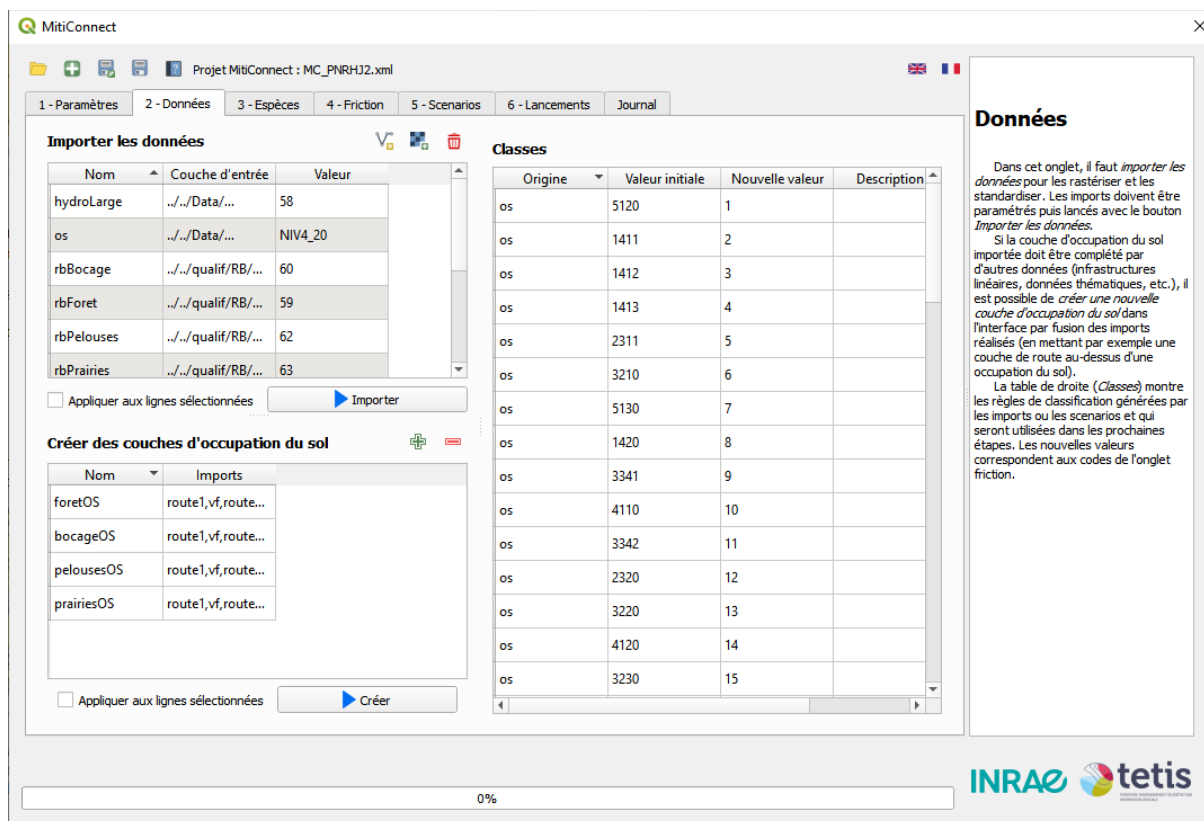 MitiConnect
Projet MitiConnect : MC_PNRHJ2.xml
1 - Paramètres
2 - Données
3 - Espèces
4 - Friction
5 - Scenarios
6 - Lancements
Journal
Importer les données
Nom Couche d'entrée Valeur
hydroLarge ../../Data/... 58
os ../../Data/... NIV4_20
rbBocage ../../qualif/RB/... 60
rbForet ../../qualif/RB/... 59
rbPelouses ../../qualif/RB/... 62
rbPrairies ../../qualif/RB/... 63
Appliquer aux lignes sélectionnées
Importer
Créer des couches d'occupation du sol
Nom Imports
foretOS route1,vf,route...
bocageOS route1,vf,route...
pelousesOS route1,vf,route...
prairiesOS route1,vf,route...
Appliquer aux lignes sélectionnées
Créer
Classes
Origine Valeur initiale Nouvelle valeur Description
os 5120 1
os 1411 2
os 1412 3
os 1413 4
os 2311 5
os 3210 6
os 5130 7
os 1420 8
os 3341 9
os 4110 10
os 3342 11
os 2320 12
os 3220 13
os 4120 14
os 3230 15
Données
Dans cet onglet, il faut importer les
données pour les rastériser et les
standardiser. Les imports doivent être
paramétrés puis lancés avec le bouton
Importer les données.
Si la couche d'occupation du sol
importée doit être complété par
d'autres données (infrastructures
linéaires, données thématiques, etc.), il
est possible de créer une nouvelle
couche d'occupation du sol dans
l'interface par fusion des imports
réalisés (en mettant par exemple une
couche de route au-dessus d'une
occupation du sol).
La table de droite (Classes) montre
les règles de classification générées par
les imports ou les scenarios et qui
seront utilisées dans les prochaines
étapes. Les nouvelles valeurs
correspondent aux codes de l'onglet
friction.
0%
INRAE
tetis